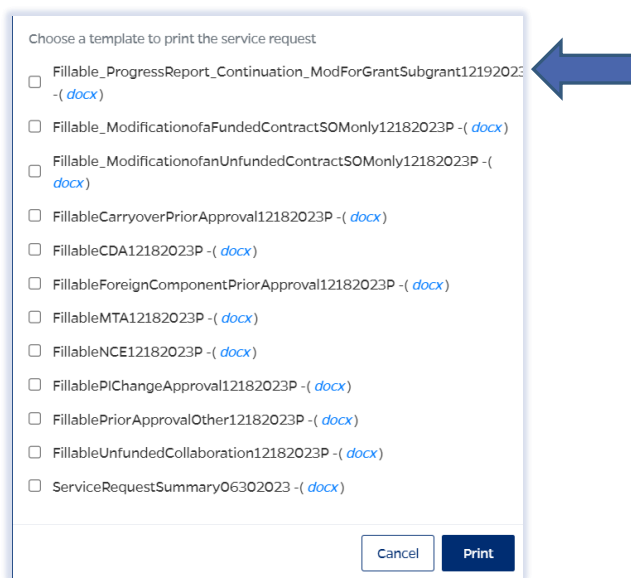 Choose a template to print the service request
Fillable_ProgressReport_Continuation_ModForGrantSubgrant12192023
-( docx )
Fillable_ModificationofaFundedContractSOMonly12182023P -( docx )
Fillable_ModificationofanUnfundedContractSOMonly12182023P -(
docx )
FillableCarryoverPriorApproval12182023P -( docx )
FillableCDA12182023P -( docx )
FillableForeignComponentPriorApproval12182023P -( docx )
FillableMTA12182023P -( docx )
FillableNCE12182023P -( docx )
FillablePIChangeApproval12182023P -( docx )
FillablePriorApprovalOther12182023P -( docx )
FillableUnfundedCollaboration12182023P -( docx )
ServiceRequestSummary06302023 -( docx )
Cancel Print